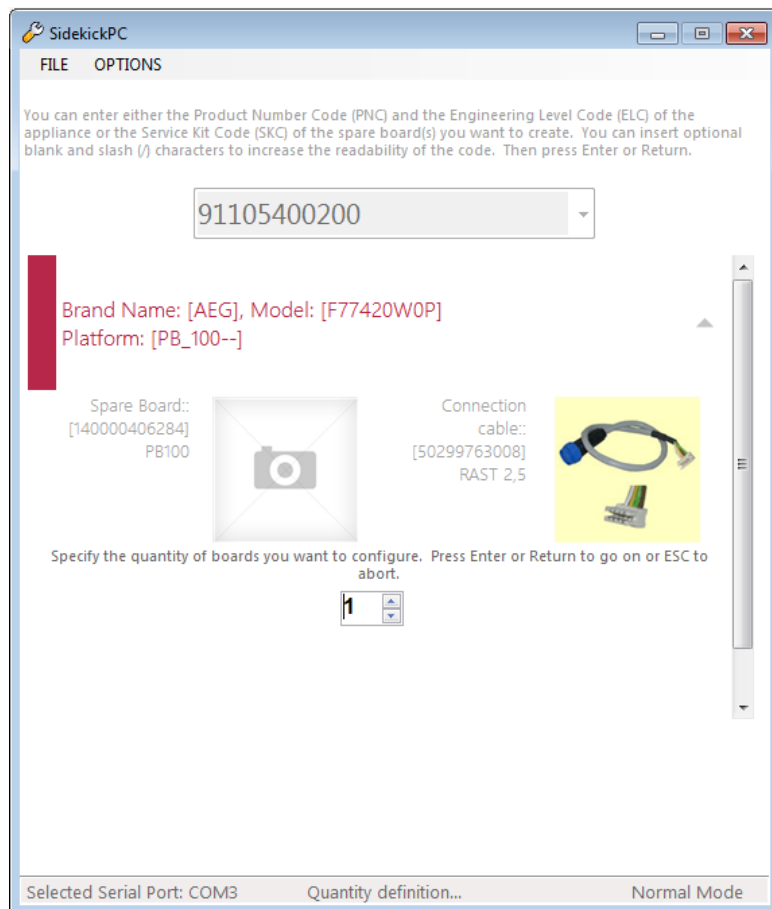 SidekickPC
FILE OPTIONS
You can enter either the Product Number Code (PNC) and the Engineering Level Code (ELC) of the
appliance or the Service Kit Code (SKC) of the spare board(s) you want to create. You can insert optional
blank and slash (/) characters to increase the readability of the code. Then press Enter or Return.
91105400200
Brand Name: [AEG], Model: [F77420W0P]
Platform: [PB_100--]
Spare Board::
[140000406284]
PB100
Connection
cable::
[50299763008]
RAST 2,5
Specify the quantity of boards you want to configure. Press Enter or Return to go on or ESC to
abort.
1
Selected Serial Port: COM3 Quantity definition... Normal Mode